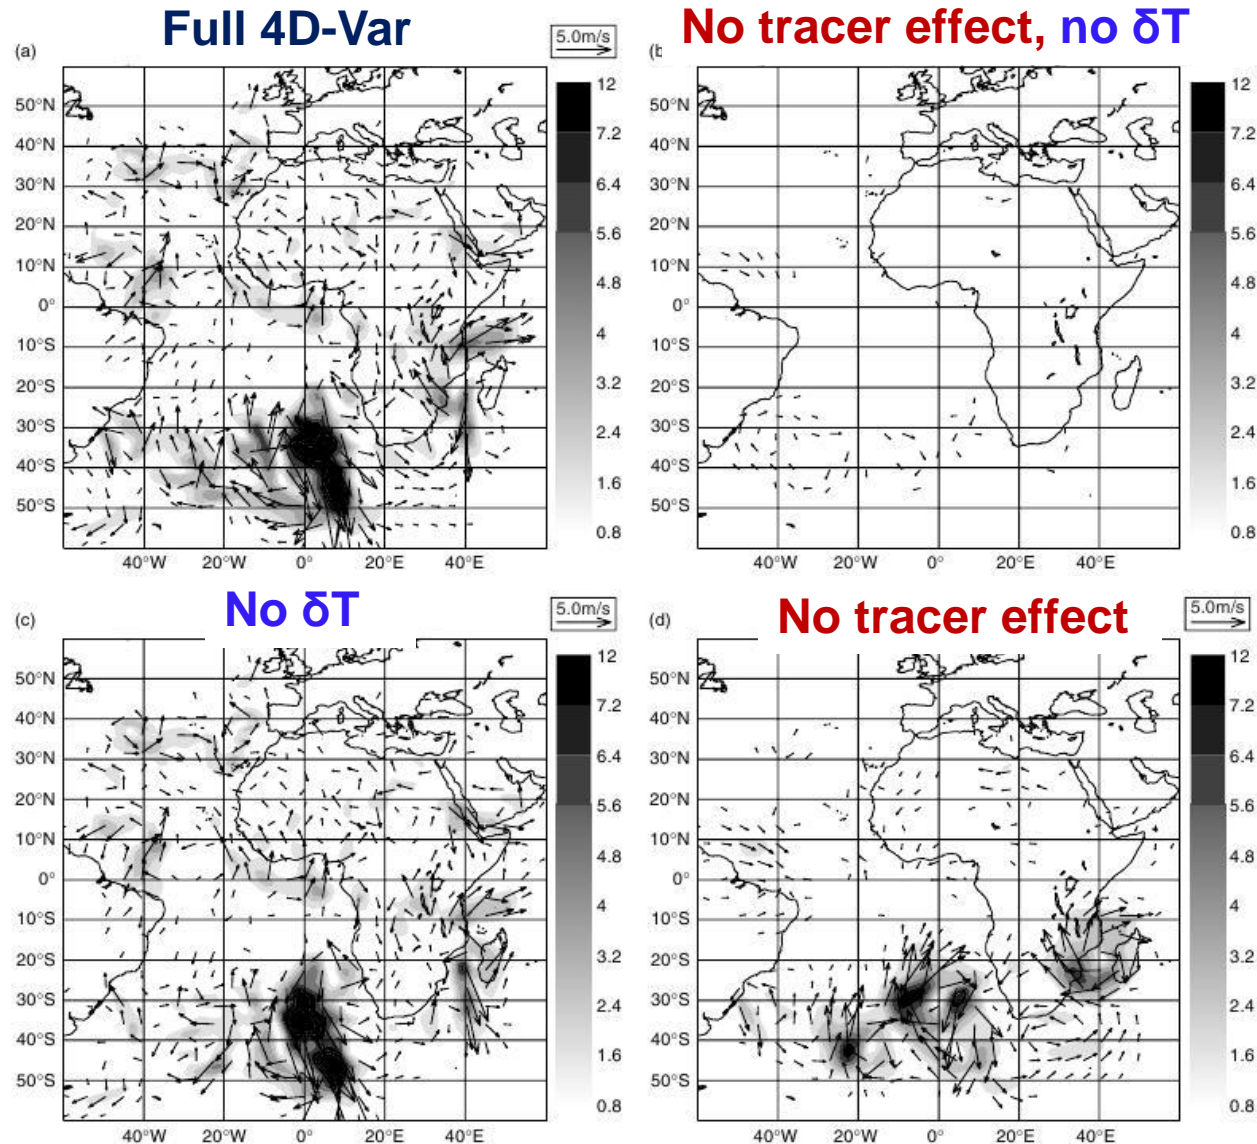 Full 4D-Var
No tracer effect, no δT
(a)
5.0m/s
(b
50°N
40°N
30°N
20°N
10°N
0°
10°S
20°S
30°S
40°S
50°S
40°W 20°W 0° 20°E 40°E
12
7.2
6.4
5.6
4.8
4
3.2
2.4
1.6
0.8
50°N
40°N
30°N
20°N
10°N
0°
10°S
20°S
30°S
40°S
50°S
40°W 20°W 0° 20°E 40°E
12
7.2
6.4
5.6
4.8
4
3.2
2.4
1.6
0.8
No δT
No tracer effect
(c)
5.0m/s
(d)
5.0m/s
50°N
40°N
30°N
20°N
10°N
0°
10°S
20°S
30°S
40°S
50°S
40°W 20°W 0° 20°E 40°E
12
7.2
6.4
5.6
4.8
4
3.2
2.4
1.6
0.8
50°N
40°N
30°N
20°N
10°N
0°
10°S
20°S
30°S
40°S
50°S
40°W 20°W 0° 20°E 40°E
12
7.2
6.4
5.6
4.8
4
3.2
2.4
1.6
0.8